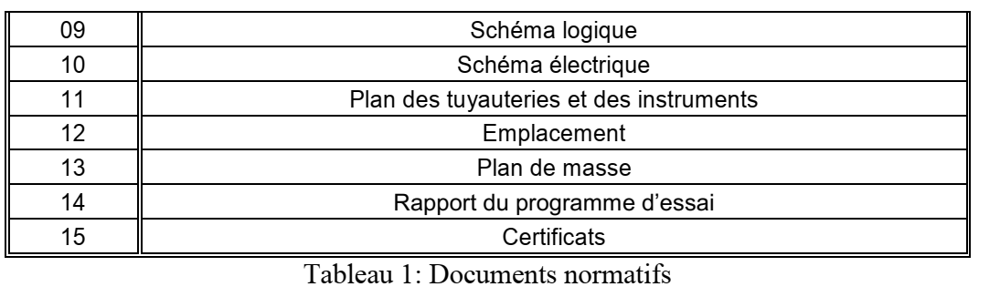 09 Schéma logique
10 Schéma électrique
11 Plan des tuyauteries et des instruments
12 Emplacement
13 Plan de masse
14 Rapport du programme d’essai
15 Certificats
Tableau 1: Documents normatifs